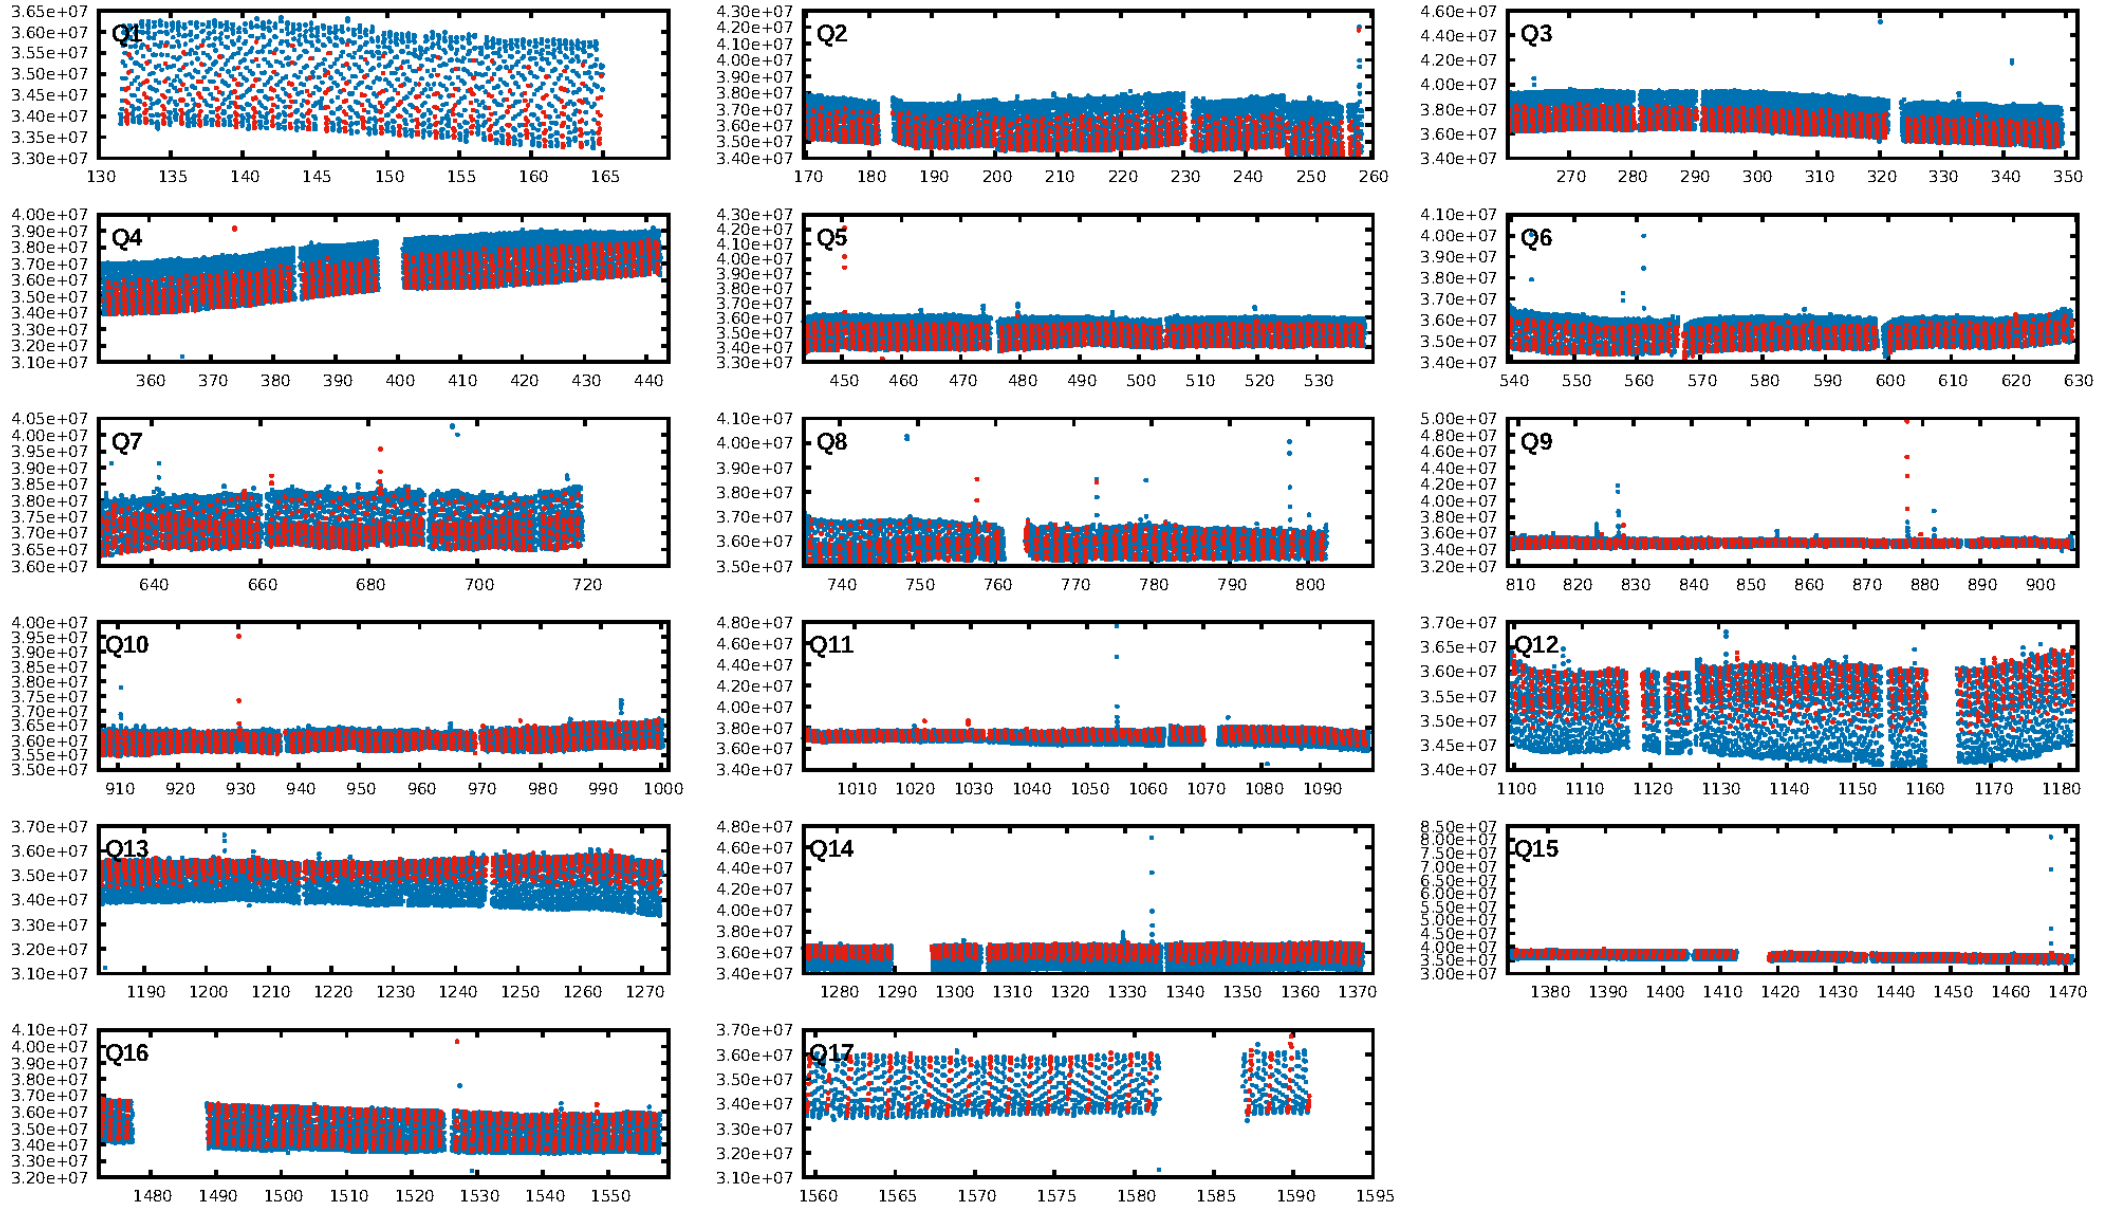 3.65e+07
3.60e+07
3.55e+07
3.50e+07
3.45e+07
3.40e+07
3.35e+07
3.30e+07
Q1
130 135 140 145 150 155 160 165
4.30e+07
4.20e+07
4.10e+07
4.00e+07
3.90e+07
3.80e+07
3.70e+07
3.60e+07
3.50e+07
3.40e+07
Q2
170 180 190 200 210 220 230 240 250 260
4.60e+07
4.40e+07
4.20e+07
4.00e+07
3.80e+07
3.60e+07
3.40e+07
Q3
270 280 290 300 310 320 330 340 350
4.00e+07
3.90e+07
3.80e+07
3.70e+07
3.60e+07
3.50e+07
3.40e+07
3.30e+07
3.20e+07
3.10e+07
Q4
360 370 380 390 400 410 420 430 440
4.30e+07
4.20e+07
4.10e+07
4.00e+07
3.90e+07
3.80e+07
3.70e+07
3.60e+07
3.50e+07
3.40e+07
3.30e+07
Q5
450 460 470 480 490 500 510 520 530
4.10e+07
4.00e+07
3.90e+07
3.80e+07
3.70e+07
3.60e+07
3.50e+07
3.40e+07
Q6
540 550 560 570 580 590 600 610 620 630
4.05e+07
4.00e+07
3.95e+07
3.90e+07
3.85e+07
3.80e+07
3.75e+07
3.70e+07
3.65e+07
3.60e+07
Q7
640 660 680 700 720
4.10e+07
4.00e+07
3.90e+07
3.80e+07
3.70e+07
3.60e+07
3.50e+07
Q8
740 750 760 770 780 790 800
5.00e+07
4.80e+07
4.60e+07
4.40e+07
4.20e+07
4.00e+07
3.80e+07
3.60e+07
3.40e+07
3.20e+07
Q9
810 820 830 840 850 860 870 880 890 900
4.00e+07
3.95e+07
3.90e+07
3.85e+07
3.80e+07
3.75e+07
3.70e+07
3.65e+07
3.60e+07
3.55e+07
3.50e+07
Q10
910 920 930 940 950 960 970 980 990 1000
4.80e+07
4.60e+07
4.40e+07
4.20e+07
4.00e+07
3.80e+07
3.60e+07
3.40e+07
Q11
1010 1020 1030 1040 1050 1060 1070 1080 1090
3.70e+07
3.65e+07
3.60e+07
3.55e+07
3.50e+07
3.45e+07
3.40e+07
Q12
1100 1110 1120 1130 1140 1150 1160 1170 1180
3.70e+07
3.60e+07
3.50e+07
3.40e+07
3.30e+07
3.20e+07
3.10e+07
Q13
1190 1200 1210 1220 1230 1240 1250 1260 1270
4.80e+07
4.60e+07
4.40e+07
4.20e+07
4.00e+07
3.80e+07
3.60e+07
3.40e+07
Q14
1280 1290 1300 1310 1320 1330 1340 1350 1360 1370
8.50e+07
8.00e+07
7.50e+07
7.00e+07
6.50e+07
6.00e+07
5.50e+07
5.00e+07
4.50e+07
4.00e+07
3.50e+07
3.00e+07
Q15
1380 1390 1400 1410 1420 1430 1440 1450 1460 1470
4.10e+07
4.00e+07
3.90e+07
3.80e+07
3.70e+07
3.60e+07
3.50e+07
3.40e+07
3.30e+07
3.20e+07
Q16
1480 1490 1500 1510 1520 1530 1540 1550
3.70e+07
3.60e+07
3.50e+07
3.40e+07
3.30e+07
3.20e+07
3.10e+07
Q17
1560 1565 1570 1575 1580 1585 1590 1595